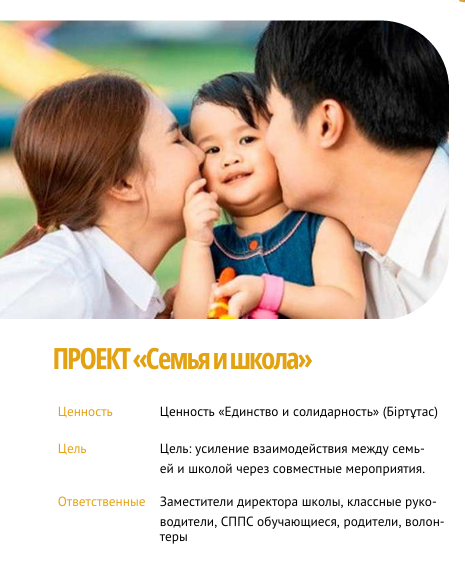 ПРОЕКТ «Семья и школа»
Ценность Ценность «Единство и солидарность» (Біртұтас)
Цель Цель: усиление взаимодействия между семь-
ей и школой через совместные мероприятия.
Ответственные Заместители директора школы, классные руко-
водители, СППС обучающиеся, родители, волон-
теры